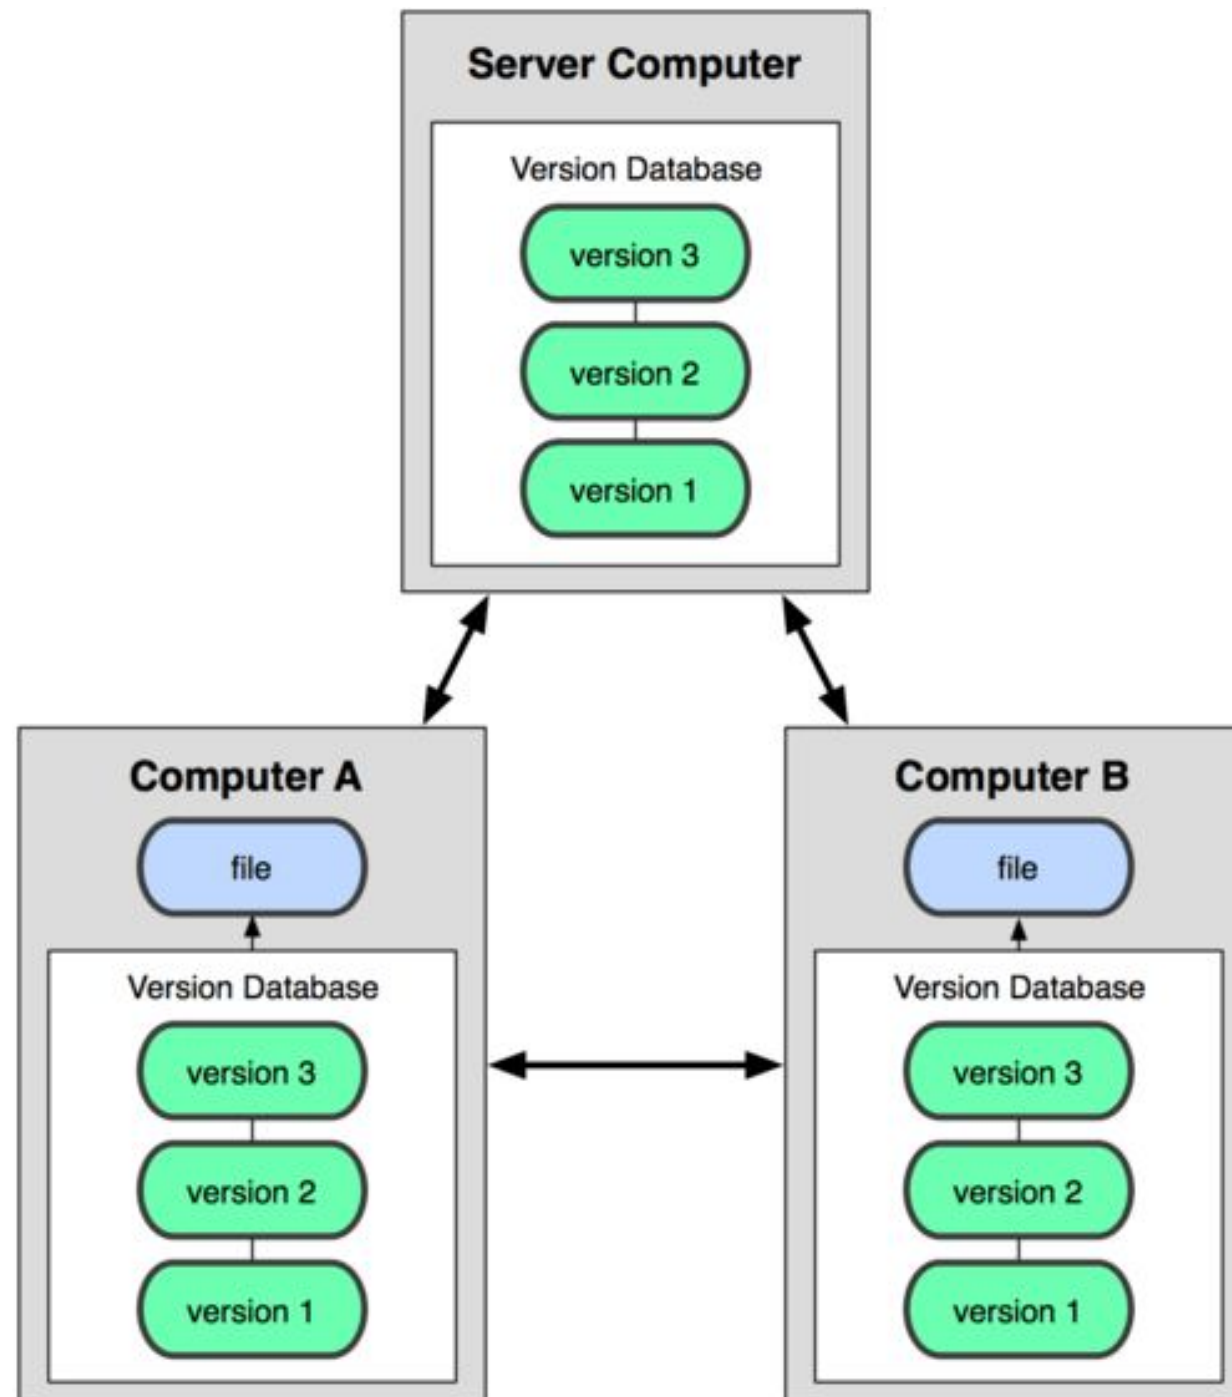 Server Computer
Version Database
version 3
version 2
version 1
Computer A
file
Version Database
version 3
version 2
version 1
Computer B
file
Version Database
version 3
version 2
version 1